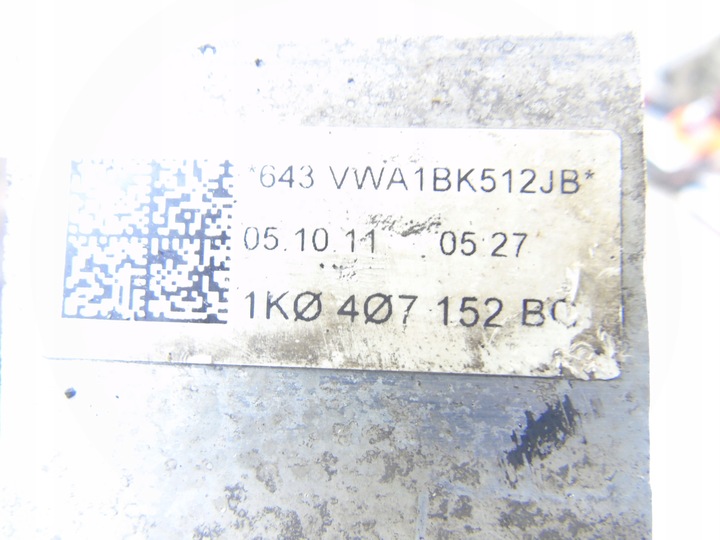 *643 VWA1BK512JB*
05.10.11 05:27
1KØ 4Ø7 152 BC